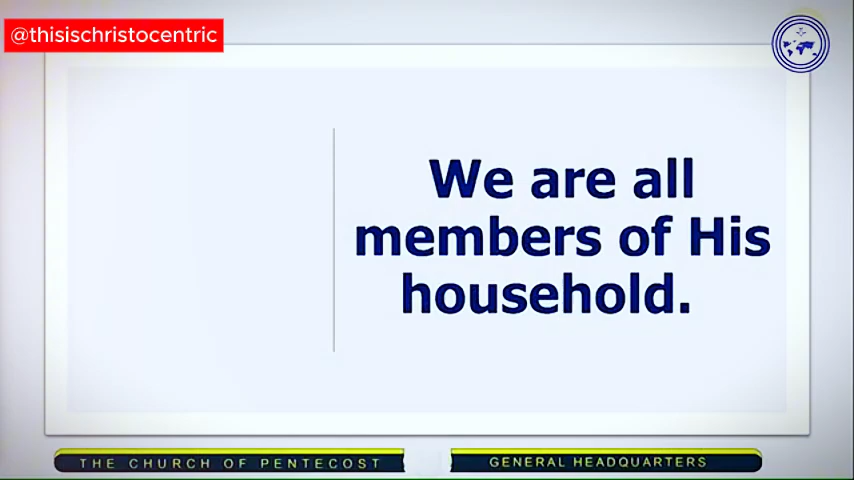 @thisischristocentric
We are all
members of His
household.
THE CHURCH OF PENTECOST
GENERAL HEADQUARTERS